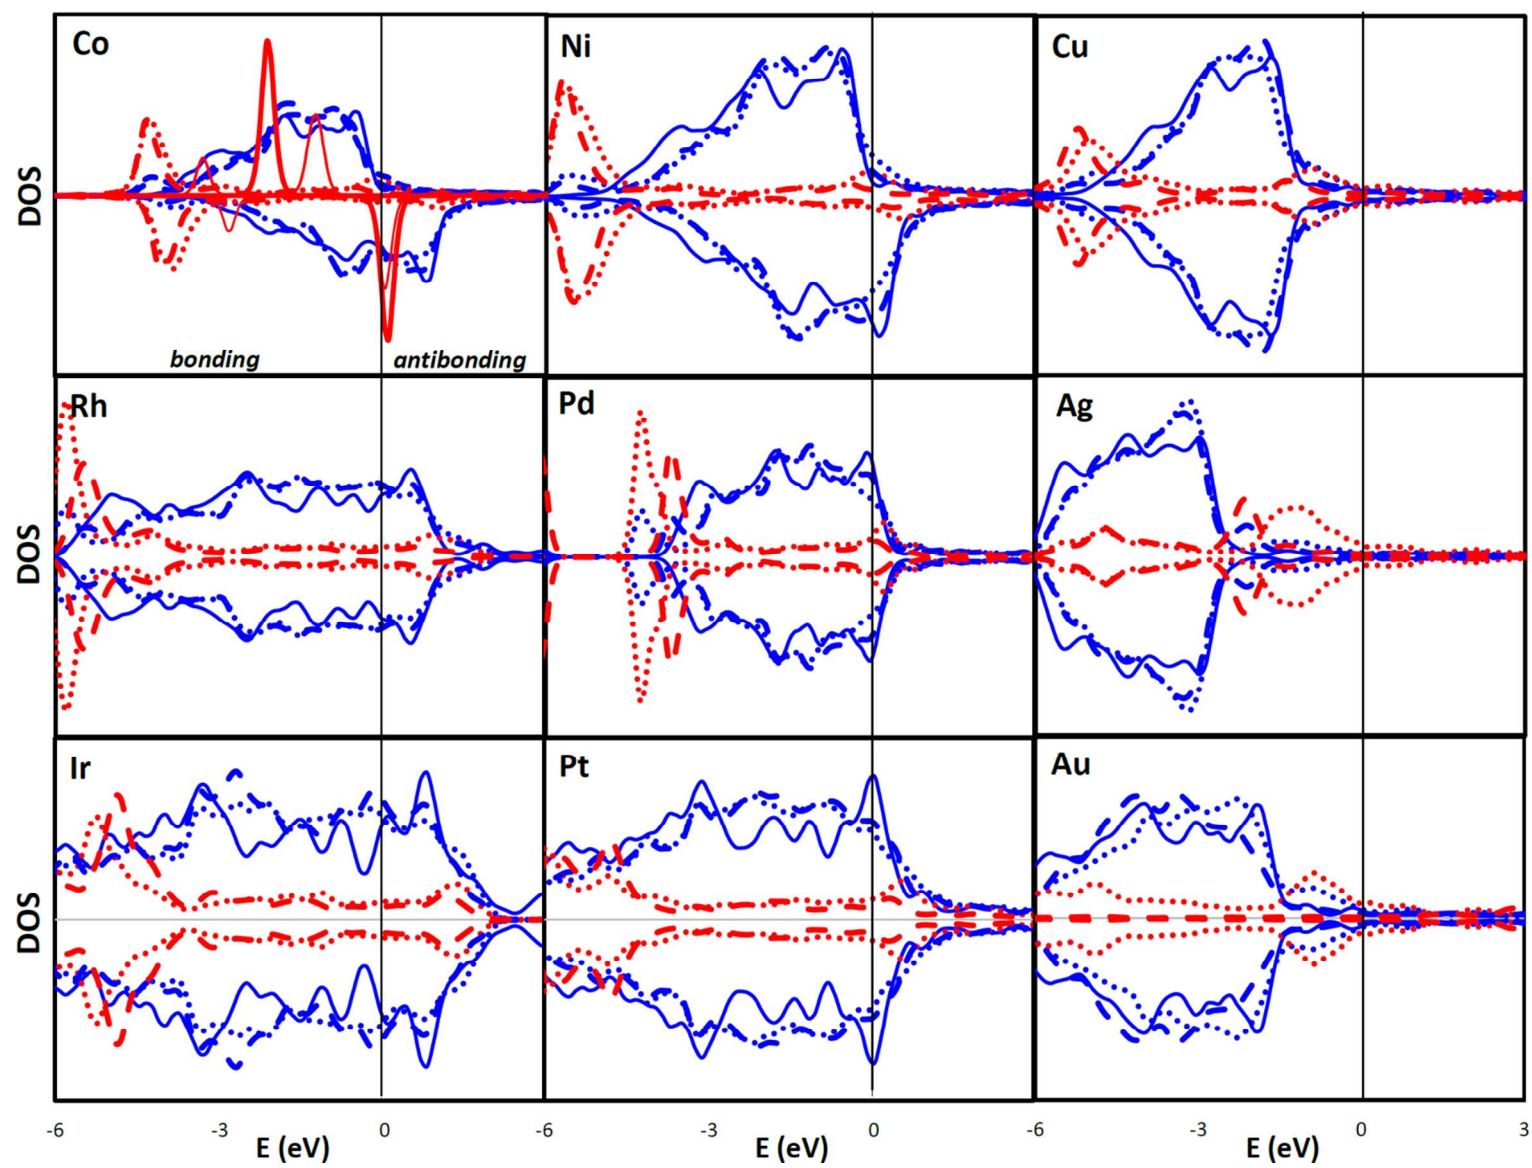 Co Ni Cu
DOS
bonding antibonding
Rh Pd Ag
DOS
Ir Pt Au
DOS
-6 -3 0 -6 -3 0 -6 -3 0 3
E (eV) E (eV) E (eV)